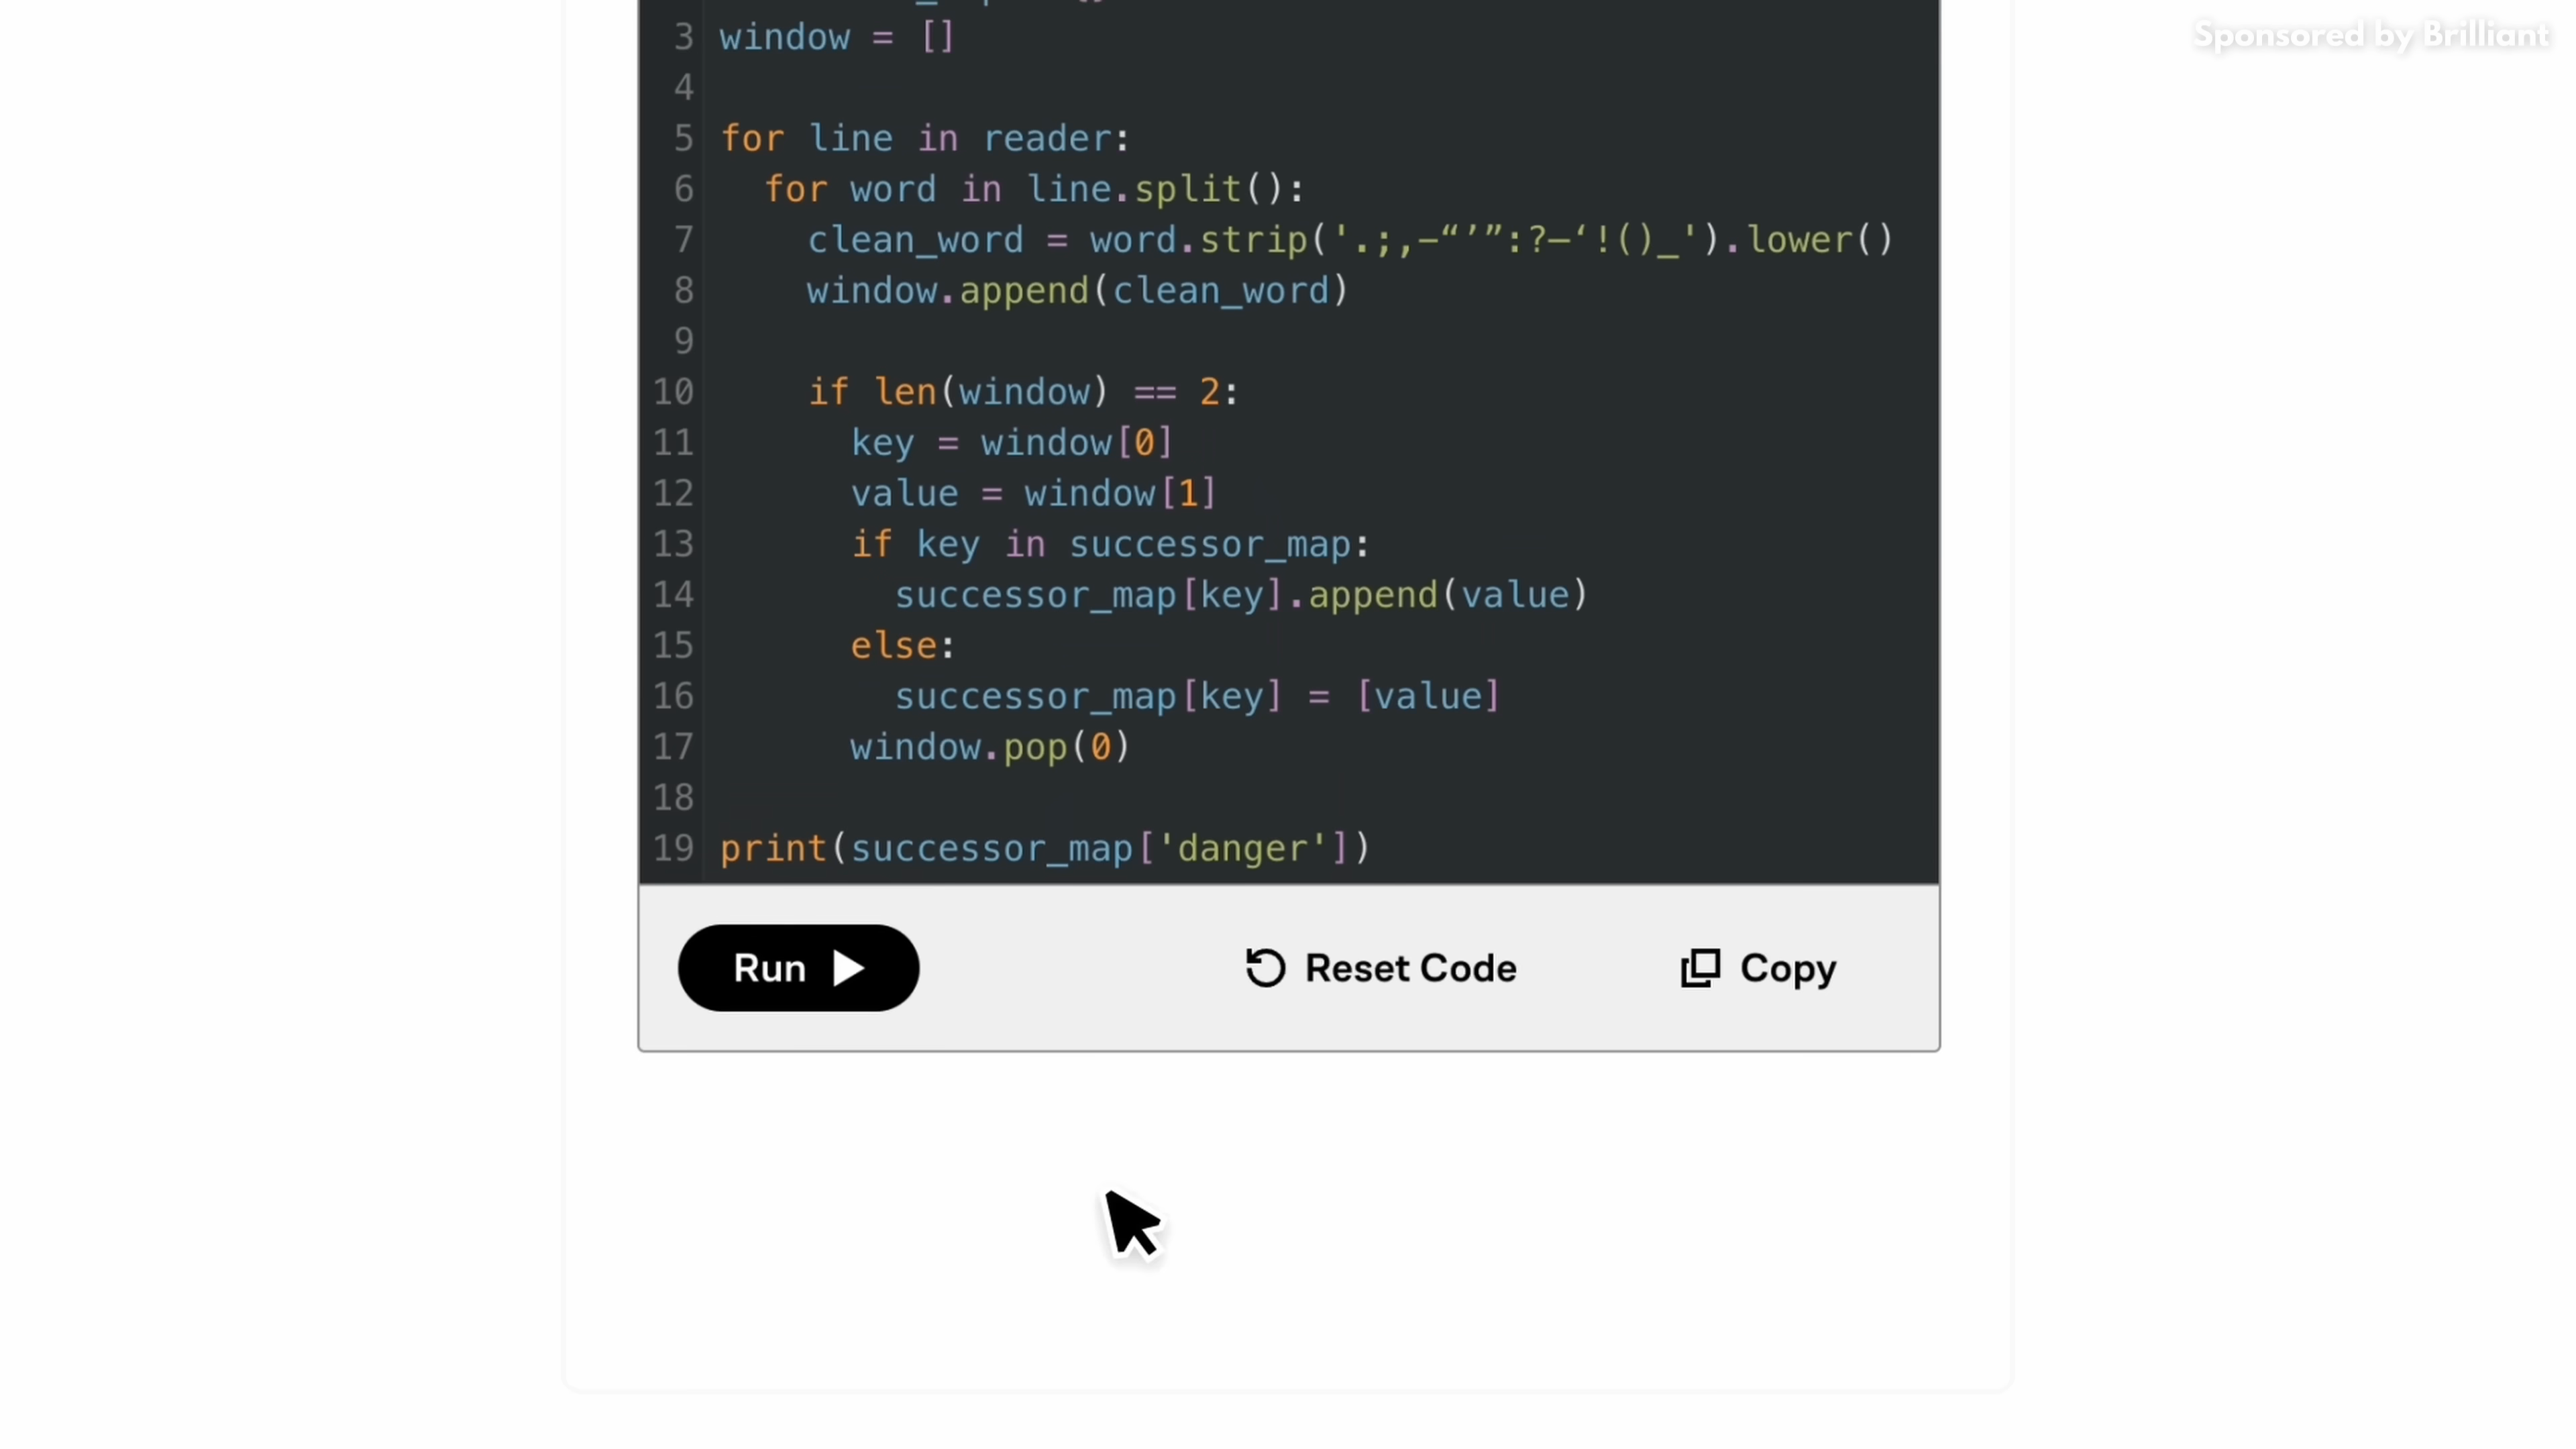 Sponsored by Brilliant
3 window = []
4
5 for line in reader:
6   for word in line.split():
7     clean_word = word.strip('.;,—“’”:?—‘!()_').lower()
8     window.append(clean_word)
9
10     if len(window) == 2:
11       key = window[0]
12       value = window[1]
13       if key in successor_map:
14         successor_map[key].append(value)
15       else:
16         successor_map[key] = [value]
17       window.pop(0)
18
19 print(successor_map['danger'])
Run Reset Code Copy